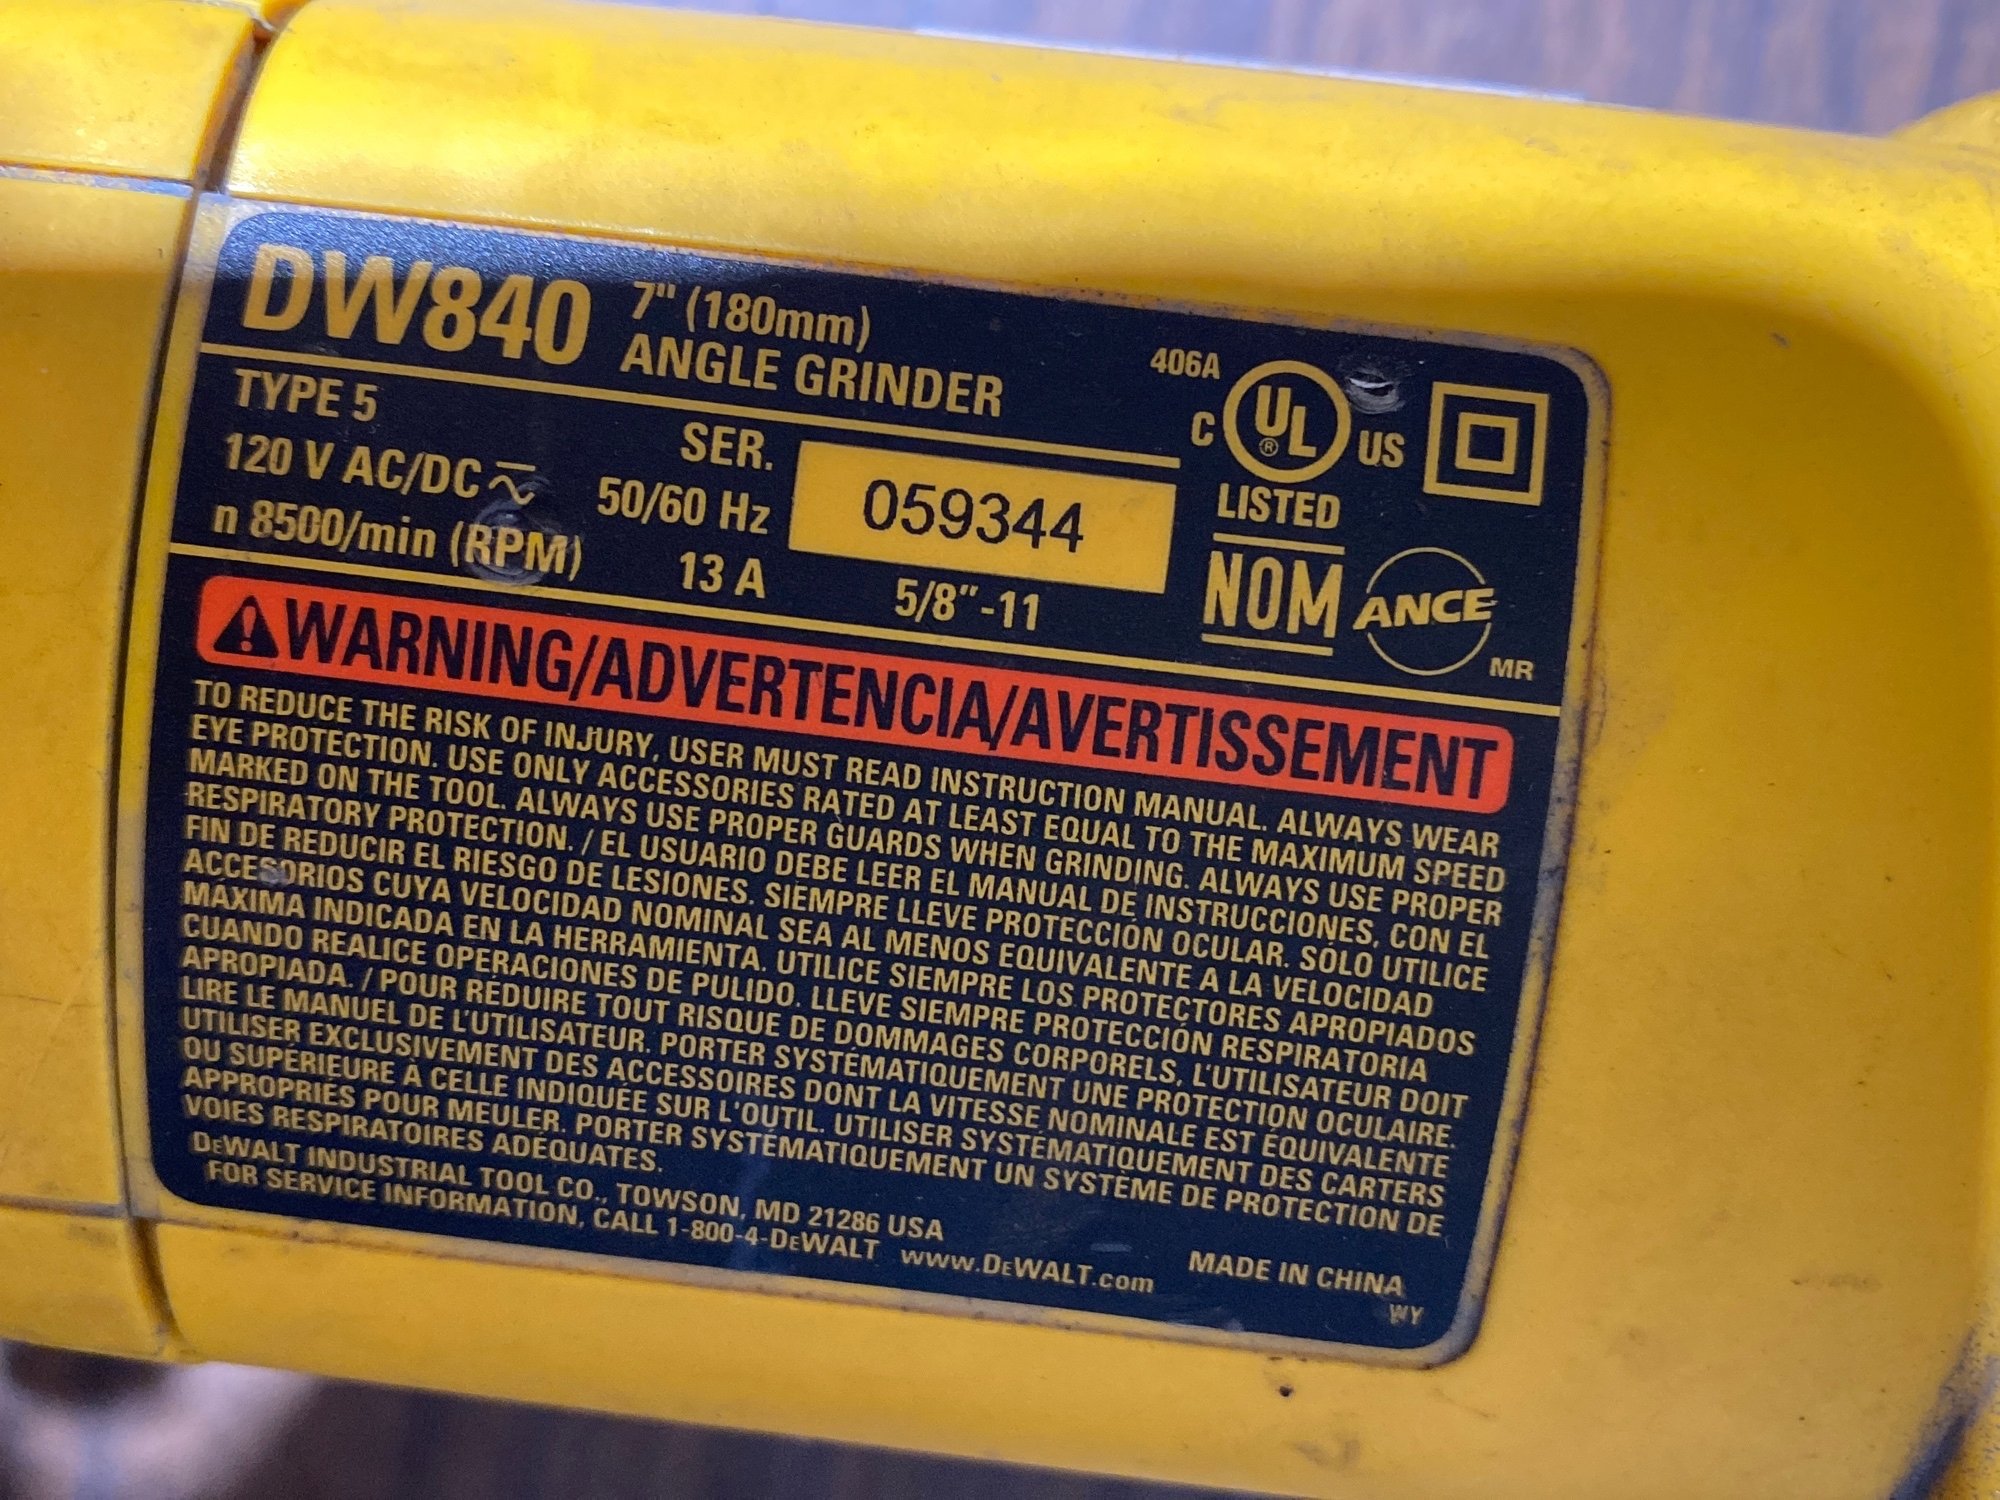 DW840 7" (180mm)
ANGLE GRINDER
TYPE 5 SER. 059344
120 V AC/DC 50/60 Hz
n 8500/min (RPM) 13 A 5/8"-11
406A
C UL® US
LISTED
NOM ANCE
MR
WARNING/ADVERTENCIA/AVERTISSEMENT
TO REDUCE THE RISK OF INJURY, USER MUST READ INSTRUCTION MANUAL. ALWAYS WEAR
EYE PROTECTION. USE ONLY ACCESSORIES RATED AT LEAST EQUAL TO THE MAXIMUM SPEED
MARKED ON THE TOOL. ALWAYS USE PROPER GUARDS WHEN GRINDING. ALWAYS USE PROPER
RESPIRATORY PROTECTION. / EL USUARIO DEBE LEER EL MANUAL DE INSTRUCCIONES, CON EL
FIN DE REDUCIR EL RIESGO DE LESIONES. SIEMPRE LLEVE PROTECCIÓN OCULAR. SÓLO UTILICE
ACCESORIOS CUYA VELOCIDAD NOMINAL SEA AL MENOS EQUIVALENTE A LA VELOCIDAD
MÁXIMA INDICADA EN LA HERRAMIENTA. UTILICE SIEMPRE LOS PROTECTORES APROPIADOS
CUANDO REALICE OPERACIONES DE PULIDO. LLEVE SIEMPRE PROTECCIÓN RESPIRATORIA
APROPIADA. / POUR RÉDUIRE TOUT RISQUE DE DOMMAGES CORPORELS, L'UTILISATEUR DOIT
LIRE LE MANUEL DE L'UTILISATEUR. PORTER SYSTÉMATIQUEMENT UNE PROTECTION OCULAIRE.
UTILISER EXCLUSIVEMENT DES ACCESSOIRES DONT LA VITESSE NOMINALE EST ÉQUIVALENTE
OU SUPÉRIEURE À CELLE INDIQUÉE SUR L'OUTIL. UTILISER SYSTÉMATIQUEMENT DES CARTERS
APPROPRIÉS POUR MEULER. PORTER SYSTÉMATIQUEMENT UN SYSTÈME DE PROTECTION DE
VOIES RESPIRATOIRES ADÉQUATES.
DEWALT INDUSTRIAL TOOL CO., TOWSON, MD 21286 USA
FOR SERVICE INFORMATION, CALL 1-800-4-DEWALT www.DEWALT.com MADE IN CHINA
WY